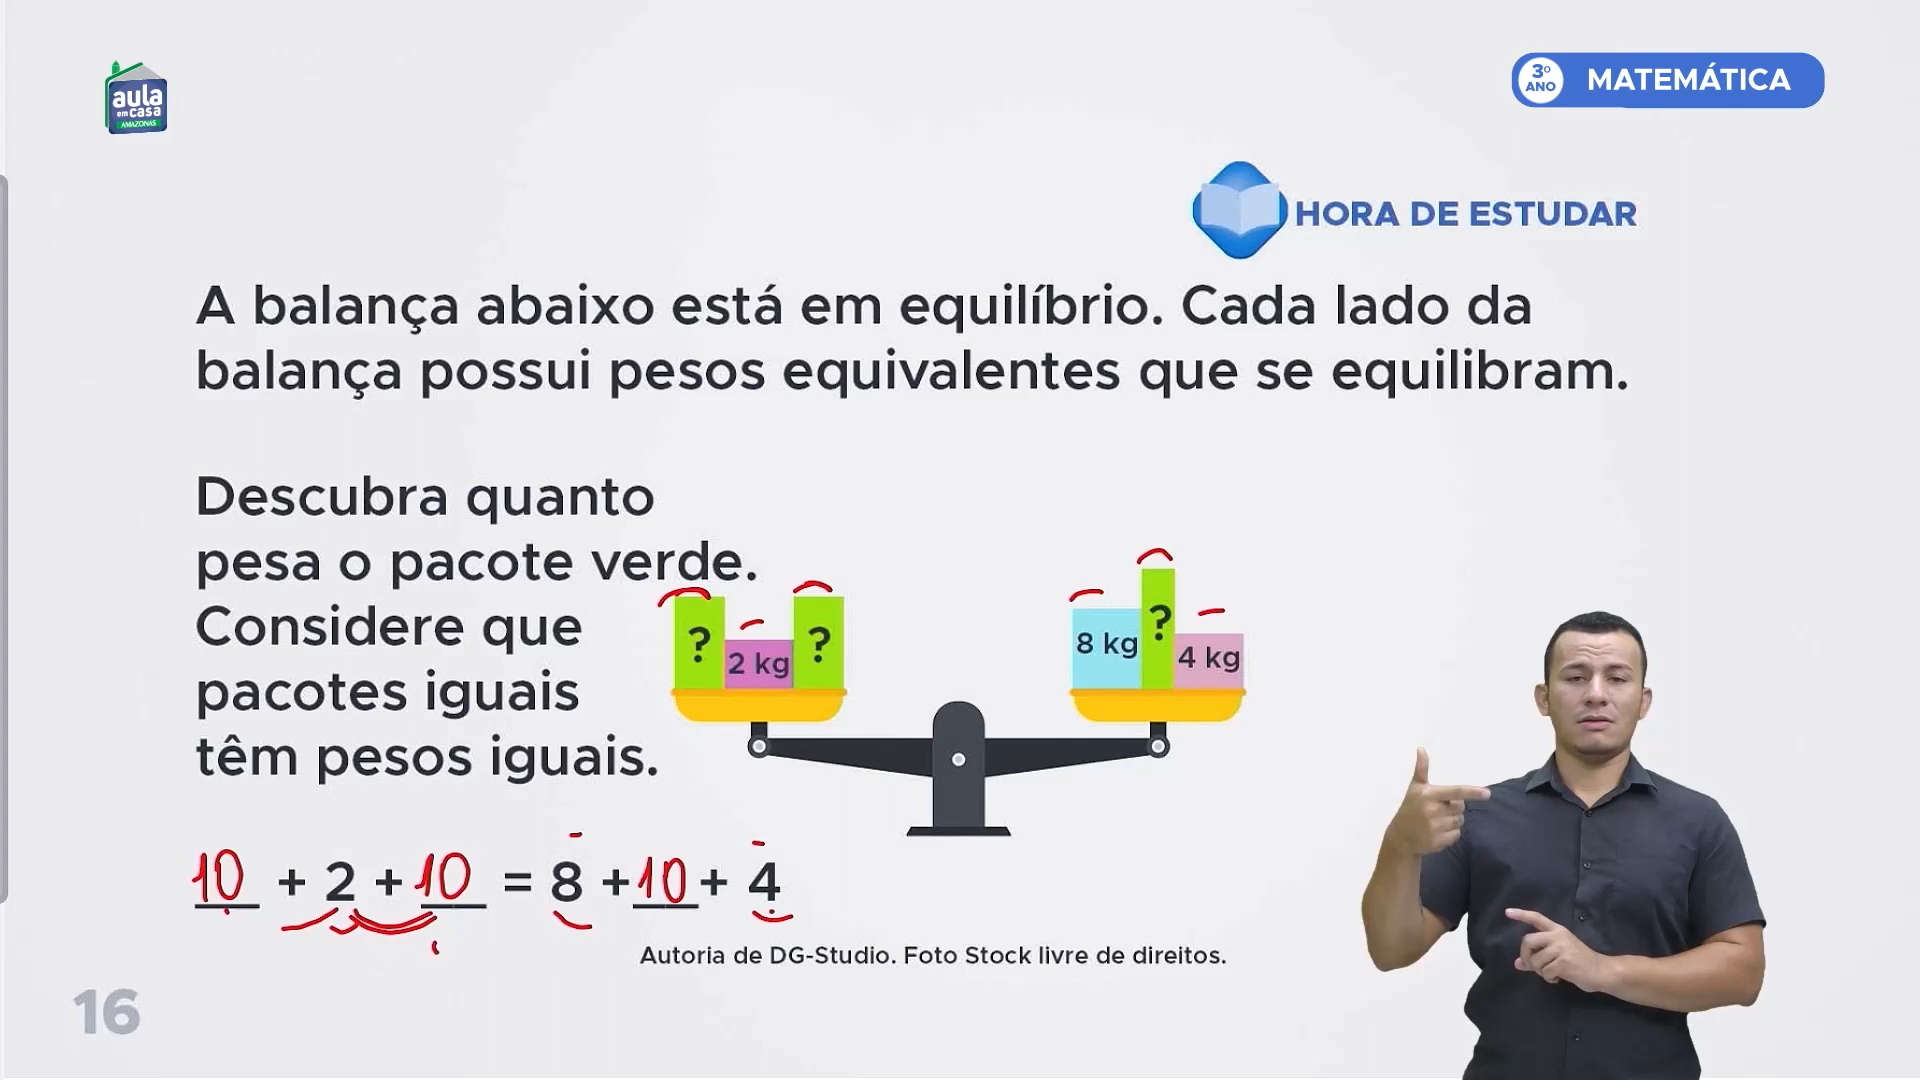 aula
em casa
AMAZONAS
3º
ANO
MATEMÁTICA
HORA DE ESTUDAR
A balança abaixo está em equilíbrio. Cada lado da
balança possui pesos equivalentes que se equilibram.
Descubra quanto
pesa o pacote verde.
Considere que
pacotes iguais
têm pesos iguais.
? 2 kg ?
8 kg ? 4 kg
10 + 2 + 10 = 8 + 10 + 4
Autoria de DG-Studio. Foto Stock livre de direitos.
16